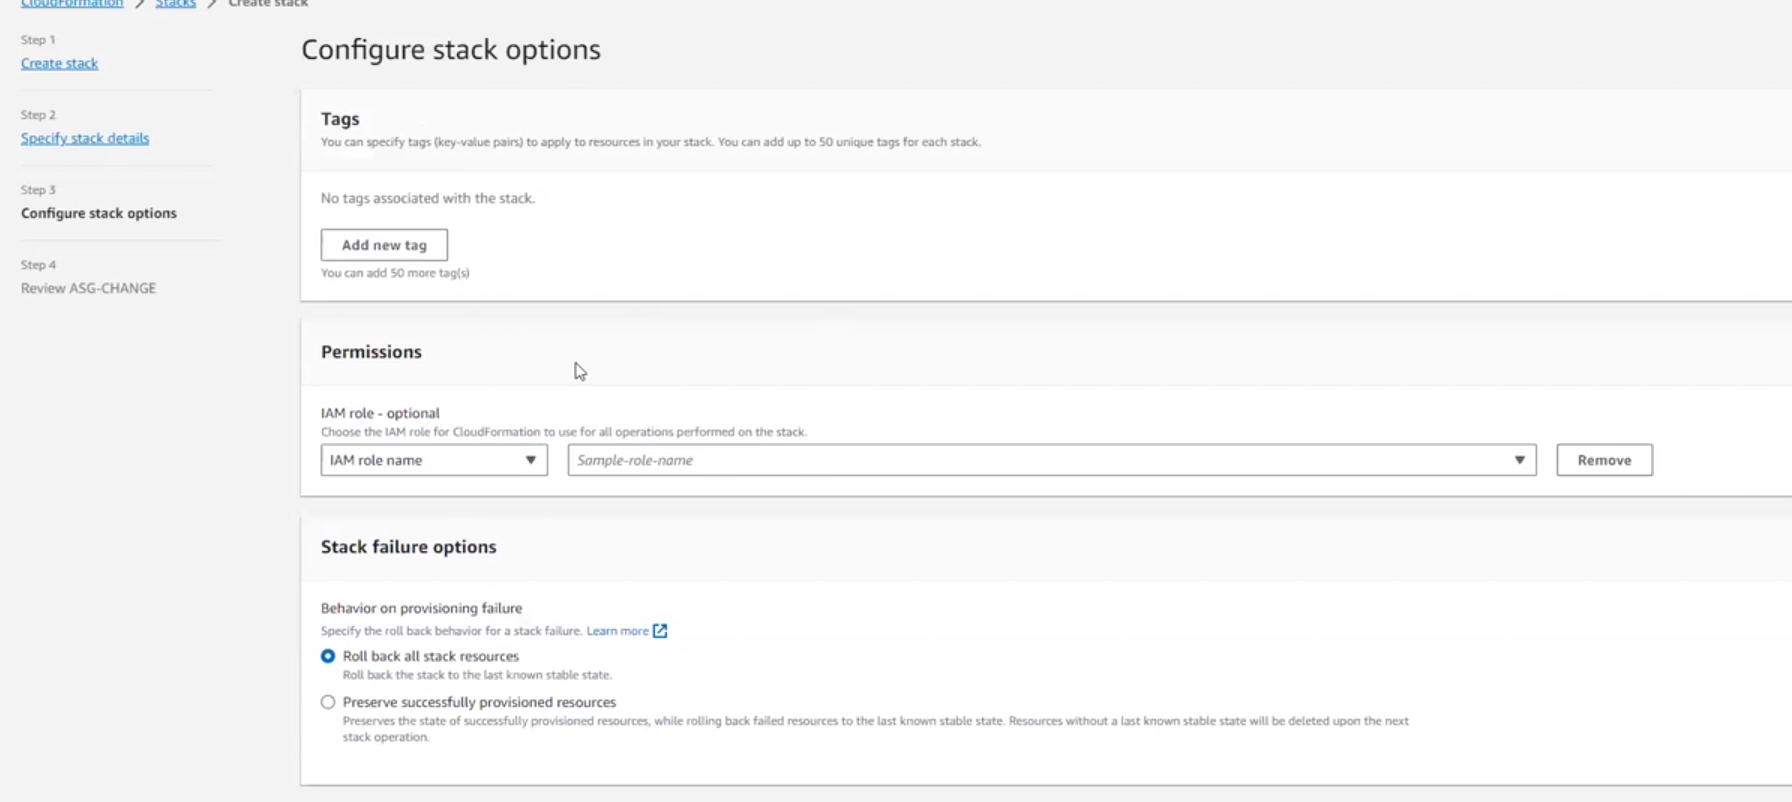 CloudFormation > Stacks > Create stack
Step 1
Create stack
Step 2
Specify stack details
Step 3
Configure stack options
Step 4
Review ASG-CHANGE
Configure stack options
Tags
You can specify tags (key-value pairs) to apply to resources in your stack. You can add up to 50 unique tags for each stack.
No tags associated with the stack.
Add new tag
You can add 50 more tag(s)
Permissions
IAM role - optional
Choose the IAM role for CloudFormation to use for all operations performed on the stack.
IAM role name
Sample-role-name
Remove
Stack failure options
Behavior on provisioning failure
Specify the roll back behavior for a stack failure. Learn more
Roll back all stack resources
Roll back the stack to the last known stable state.
Preserve successfully provisioned resources
Preserves the state of successfully provisioned resources, while rolling back failed resources to the last known stable state. Resources without a last known stable state will be deleted upon the next
stack operation.